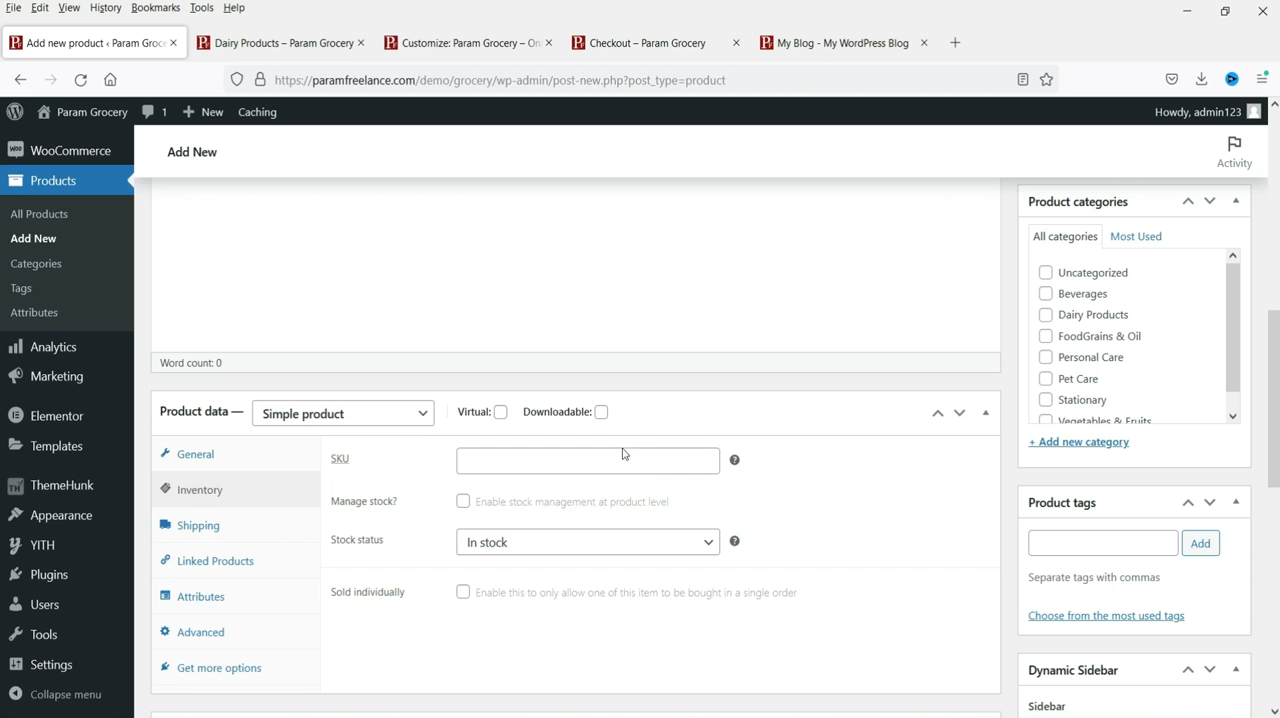 File Edit View History Bookmarks Tools Help
Add new product ‹ Param Groce
Dairy Products – Param Grocery
Customize: Param Grocery – On
Checkout – Param Grocery
My Blog - My WordPress Blog
https://paramfreelance.com/demo/grocery/wp-admin/post-new.php?post_type=product
Param Grocery 1 New Caching Howdy, admin123
WooCommerce
Products
All Products
Add New
Categories
Tags
Attributes
Analytics
Marketing
Elementor
Templates
ThemeHunk
Appearance
YITH
Plugins
Users
Tools
Settings
Collapse menu
Add New
Activity
Word count: 0
Product data — Simple product Virtual: Downloadable:
General
Inventory
Shipping
Linked Products
Attributes
Advanced
Get more options
SKU
Manage stock? Enable stock management at product level
Stock status In stock
Sold individually Enable this to only allow one of this item to be bought in a single order
Product categories
All categories Most Used
Uncategorized
Beverages
Dairy Products
FoodGrains & Oil
Personal Care
Pet Care
Stationary
Vegetables & Fruits
+ Add new category
Product tags
Add
Separate tags with commas
Choose from the most used tags
Dynamic Sidebar
Sidebar